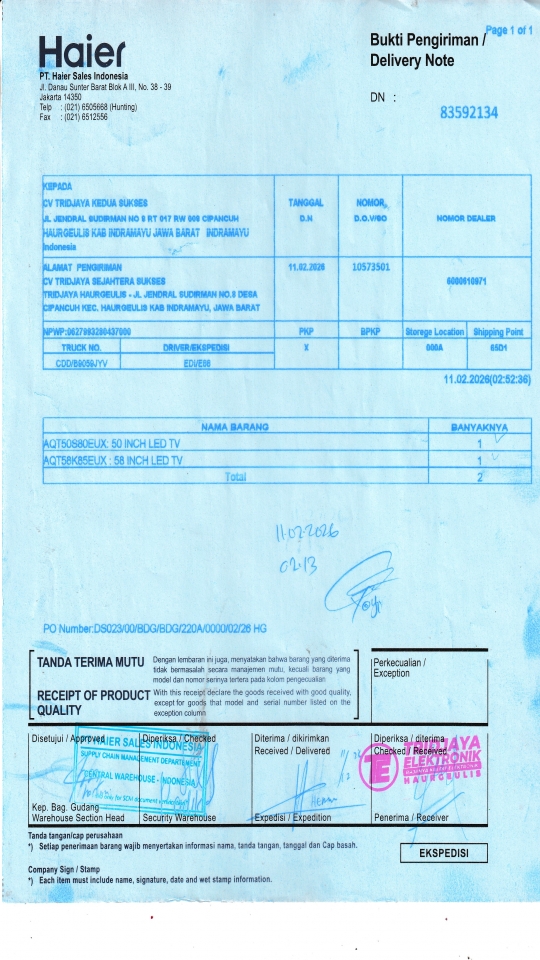 Page 1 of 1
Haier
PT. Haier Sales Indonesia
Jl. Danau Sunter Barat Blok A III, No. 38 - 39
Jakarta 14350
Telp : (021) 6505668 (Hunting)
Fax : (021) 6512556
Bukti Pengiriman /
Delivery Note
DN :
83592134
KEPADA
CV TRIDJAYA KEDUA SUKSES
JL JENDRAL SUDIRMAN NO 8 RT 017 RW 008 CIPANCUH
HAURGEULIS KAB INDRAMAYU JAWA BARAT INDRAMAYU
Indonesia
TANGGAL
D.N
NOMOR
D.O.V/SO
NOMOR DEALER
ALAMAT PENGIRIMAN
CV TRIDJAYA SEJAHTERA SUKSES
TRIDJAYA HAURGEULIS - JL JENDRAL SUDIRMAN NO.8 DESA
CIPANCUH KEC. HAURGEULIS KAB INDRAMAYU, JAWA BARAT
11.02.2026
10573501
NPWP:
PKP BPKP Storege Location Shipping Point
TRUCK NO. DRIVER/EKSPEDISI X 000A 65D1
CDD/B9059JYV EDI/E66
11.02.2026(02:52:36)
NAMA BARANG BANYAKNYA
AQT50S80EUX: 50 INCH LED TV 1
AQT58K85EUX: 58 INCH LED TV 1
Total 2
11.02.2026
02.13
PO Number:DS023/00/BDG/BDG/220A/0000/02/26 HG
TANDA TERIMA MUTU
Dengan lembaran ini juga, menyatakan bahwa barang yang diterima
tidak bermasalah secara manajemen mutu, kecuali barang yang
model dan nomor serinya tertera pada kolom pengecualian
RECEIPT OF PRODUCT
QUALITY
With this receipt declare the goods received with good quality,
except for goods that model and serial number listed on the
exception column
Perkecualian /
Exception
Disetujui / Approved
Diperiksa / Checked
Diterima / dikirimkan
Received / Delivered
Diperiksa / diterima
Checked / Received
HAIER SALES INDONESIA
SUPPLY CHAIN MANAGEMENT DEPARTEMENT
CENTRAL WAREHOUSE - INDONESIA
TRIDJAYA
ELEKTRONIK
HAURGEULIS
Kep. Bag. Gudang
Warehouse Section Head
Security Warehouse
Expedisi / Expedition
Penerima / Receiver
Tanda tangan/cap perusahaan
*) Setiap penerimaan barang wajib menyertakan informasi nama, tanda tangan, tanggal dan Cap basah.
EKSPEDISI
Company Sign / Stamp
*) Each item must include name, signature, date and wet stamp information.